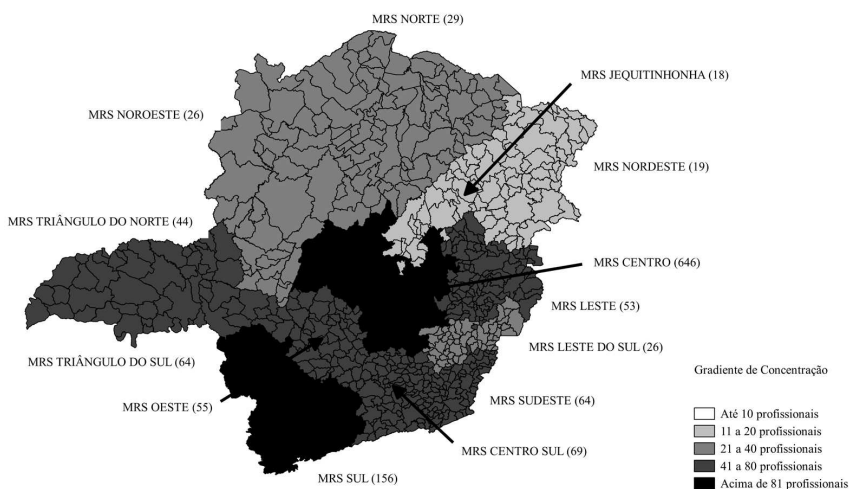 MRS NORTE (29)
MRS JEQUITINHONHA (18)
MRS NOROESTE (26)
MRS NORDESTE (19)
MRS TRIÂNGULO DO NORTE (44)
MRS CENTRO (646)
MRS LESTE (53)
MRS LESTE DO SUL (26)
MRS TRIÂNGULO DO SUL (64)
MRS OESTE (55)
MRS SUDESTE (64)
MRS CENTRO SUL (69)
MRS SUL (156)
Gradiente de Concentração
Até 10 profissionais
11 a 20 profissionais
21 a 40 profissionais
41 a 80 profissionais
Acima de 81 profissionais